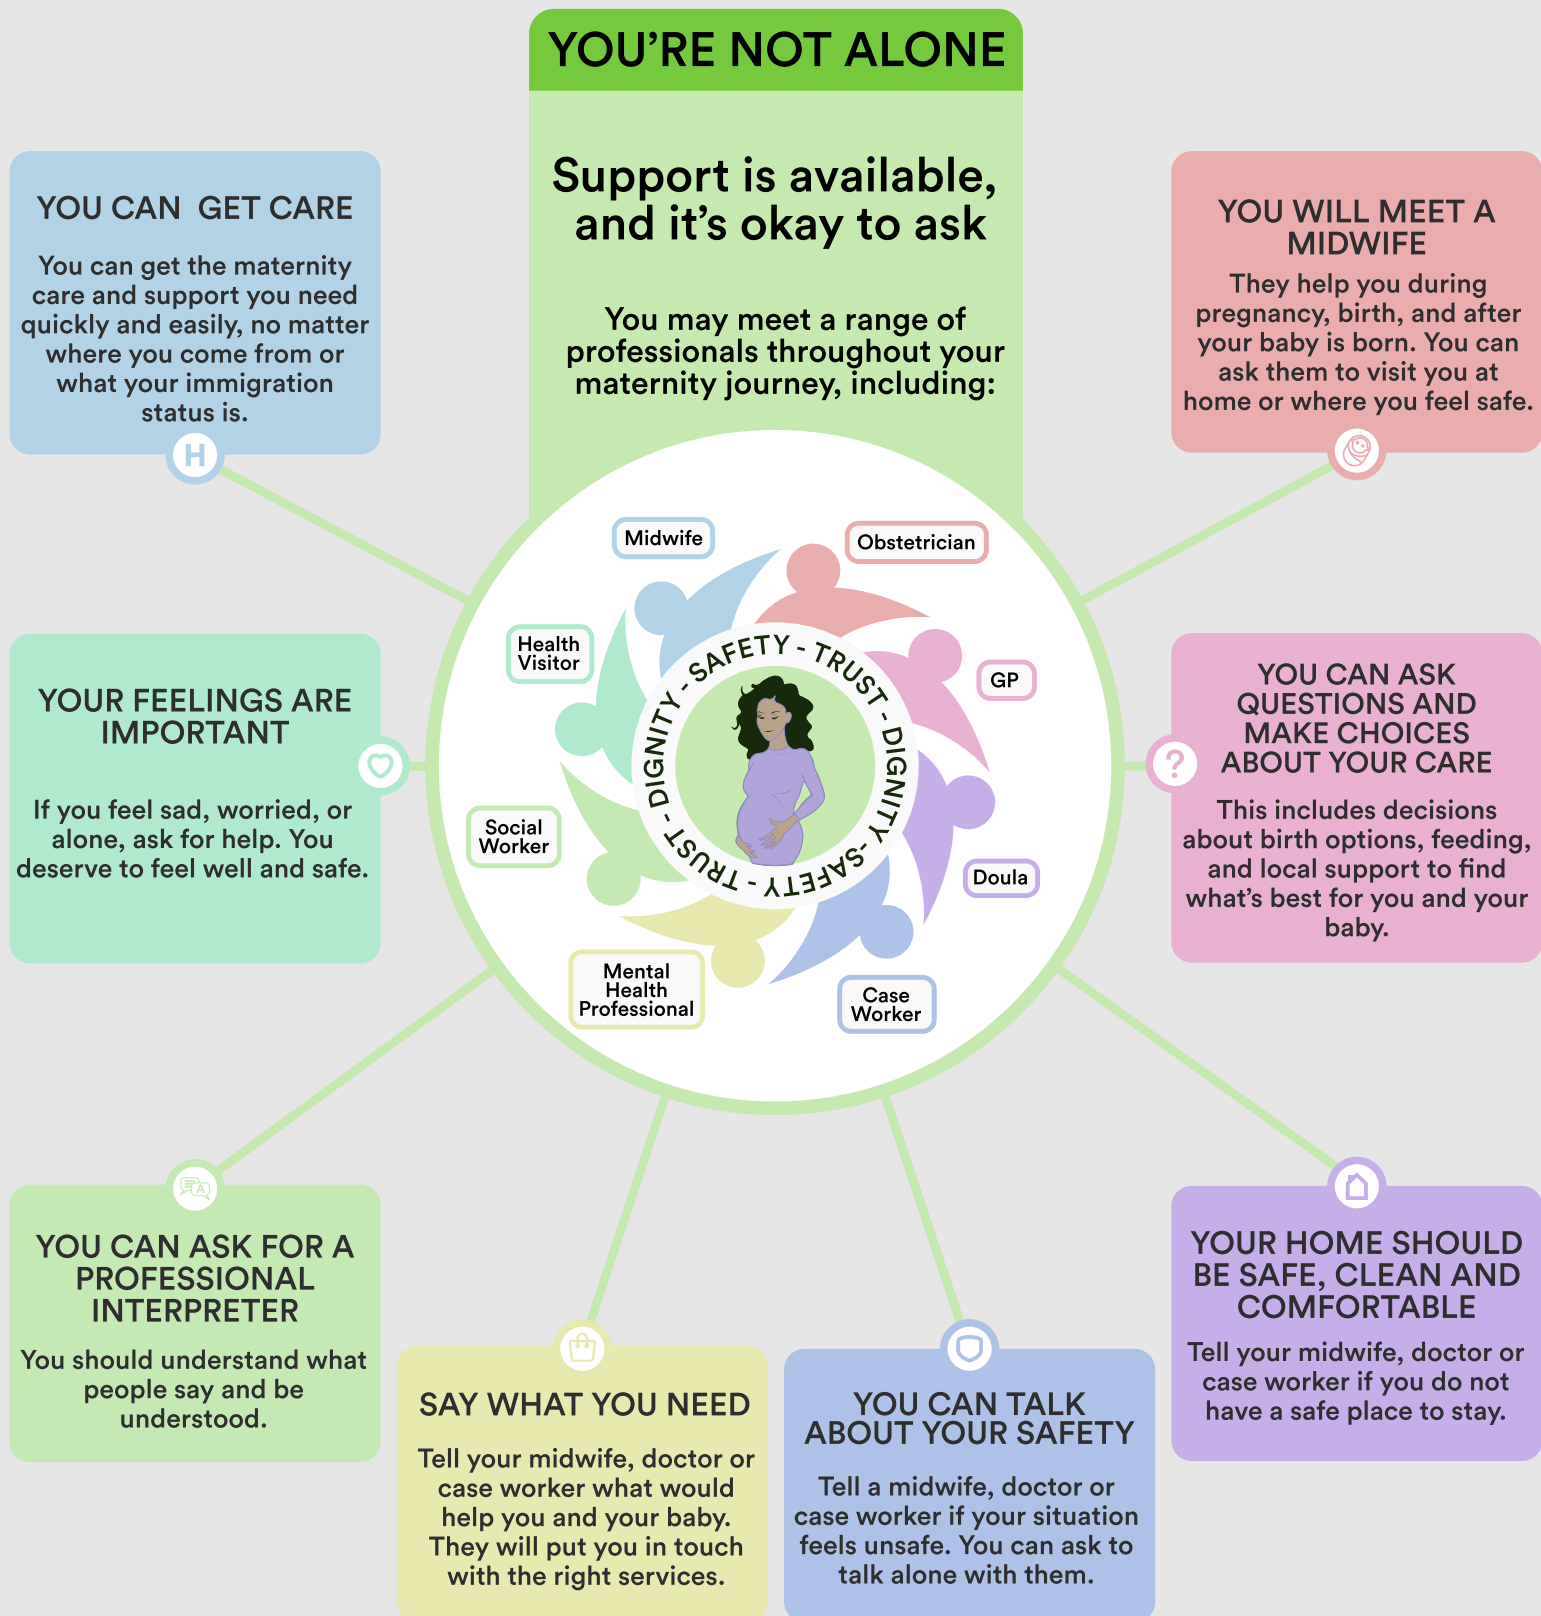 YOU'RE NOT ALONE
Support is available,
and it's okay to ask
You may meet a range of
professionals throughout your
maternity journey, including:
YOU CAN GET CARE
You can get the maternity
care and support you need
quickly and easily, no matter
where you come from or
what your immigration
status is.
H
YOU WILL MEET A
MIDWIFE
They help you during
pregnancy, birth, and after
your baby is born. You can
ask them to visit you at
home or where you feel safe.
Midwife
Obstetrician
Health
Visitor
GP
Social
Worker
Doula
Mental
Health
Professional
Case
Worker
SAFETY - TRUST - DIGNITY -SAFETY - TRUST - DIGNITY -
YOUR FEELINGS ARE
IMPORTANT
If you feel sad, worried, or
alone, ask for help. You
deserve to feel well and safe.
?
YOU CAN ASK
QUESTIONS AND
MAKE CHOICES
ABOUT YOUR CARE
This includes decisions
about birth options, feeding,
and local support to find
what's best for you and your
baby.
A
YOU CAN ASK FOR A
PROFESSIONAL
INTERPRETER
You should understand what
people say and be
understood.
SAY WHAT YOU NEED
Tell your midwife, doctor or
case worker what would
help you and your baby.
They will put you in touch
with the right services.
YOU CAN TALK
ABOUT YOUR SAFETY
Tell a midwife, doctor or
case worker if your situation
feels unsafe. You can ask to
talk alone with them.
YOUR HOME SHOULD
BE SAFE, CLEAN AND
COMFORTABLE
Tell your midwife, doctor or
case worker if you do not
have a safe place to stay.